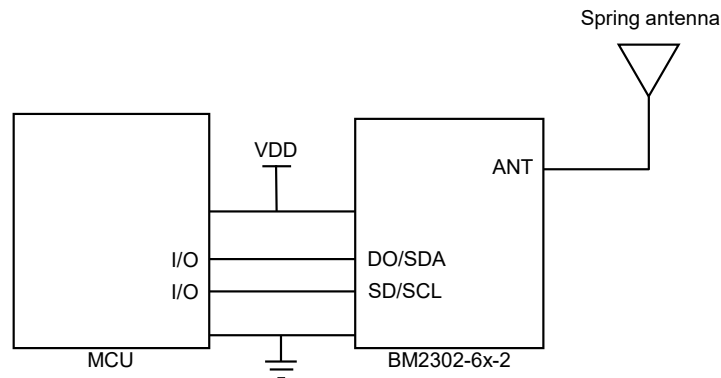 Spring antenna
VDD
ANT
I/O
DO/SDA
I/O
SD/SCL
MCU
BM2302-6x-2